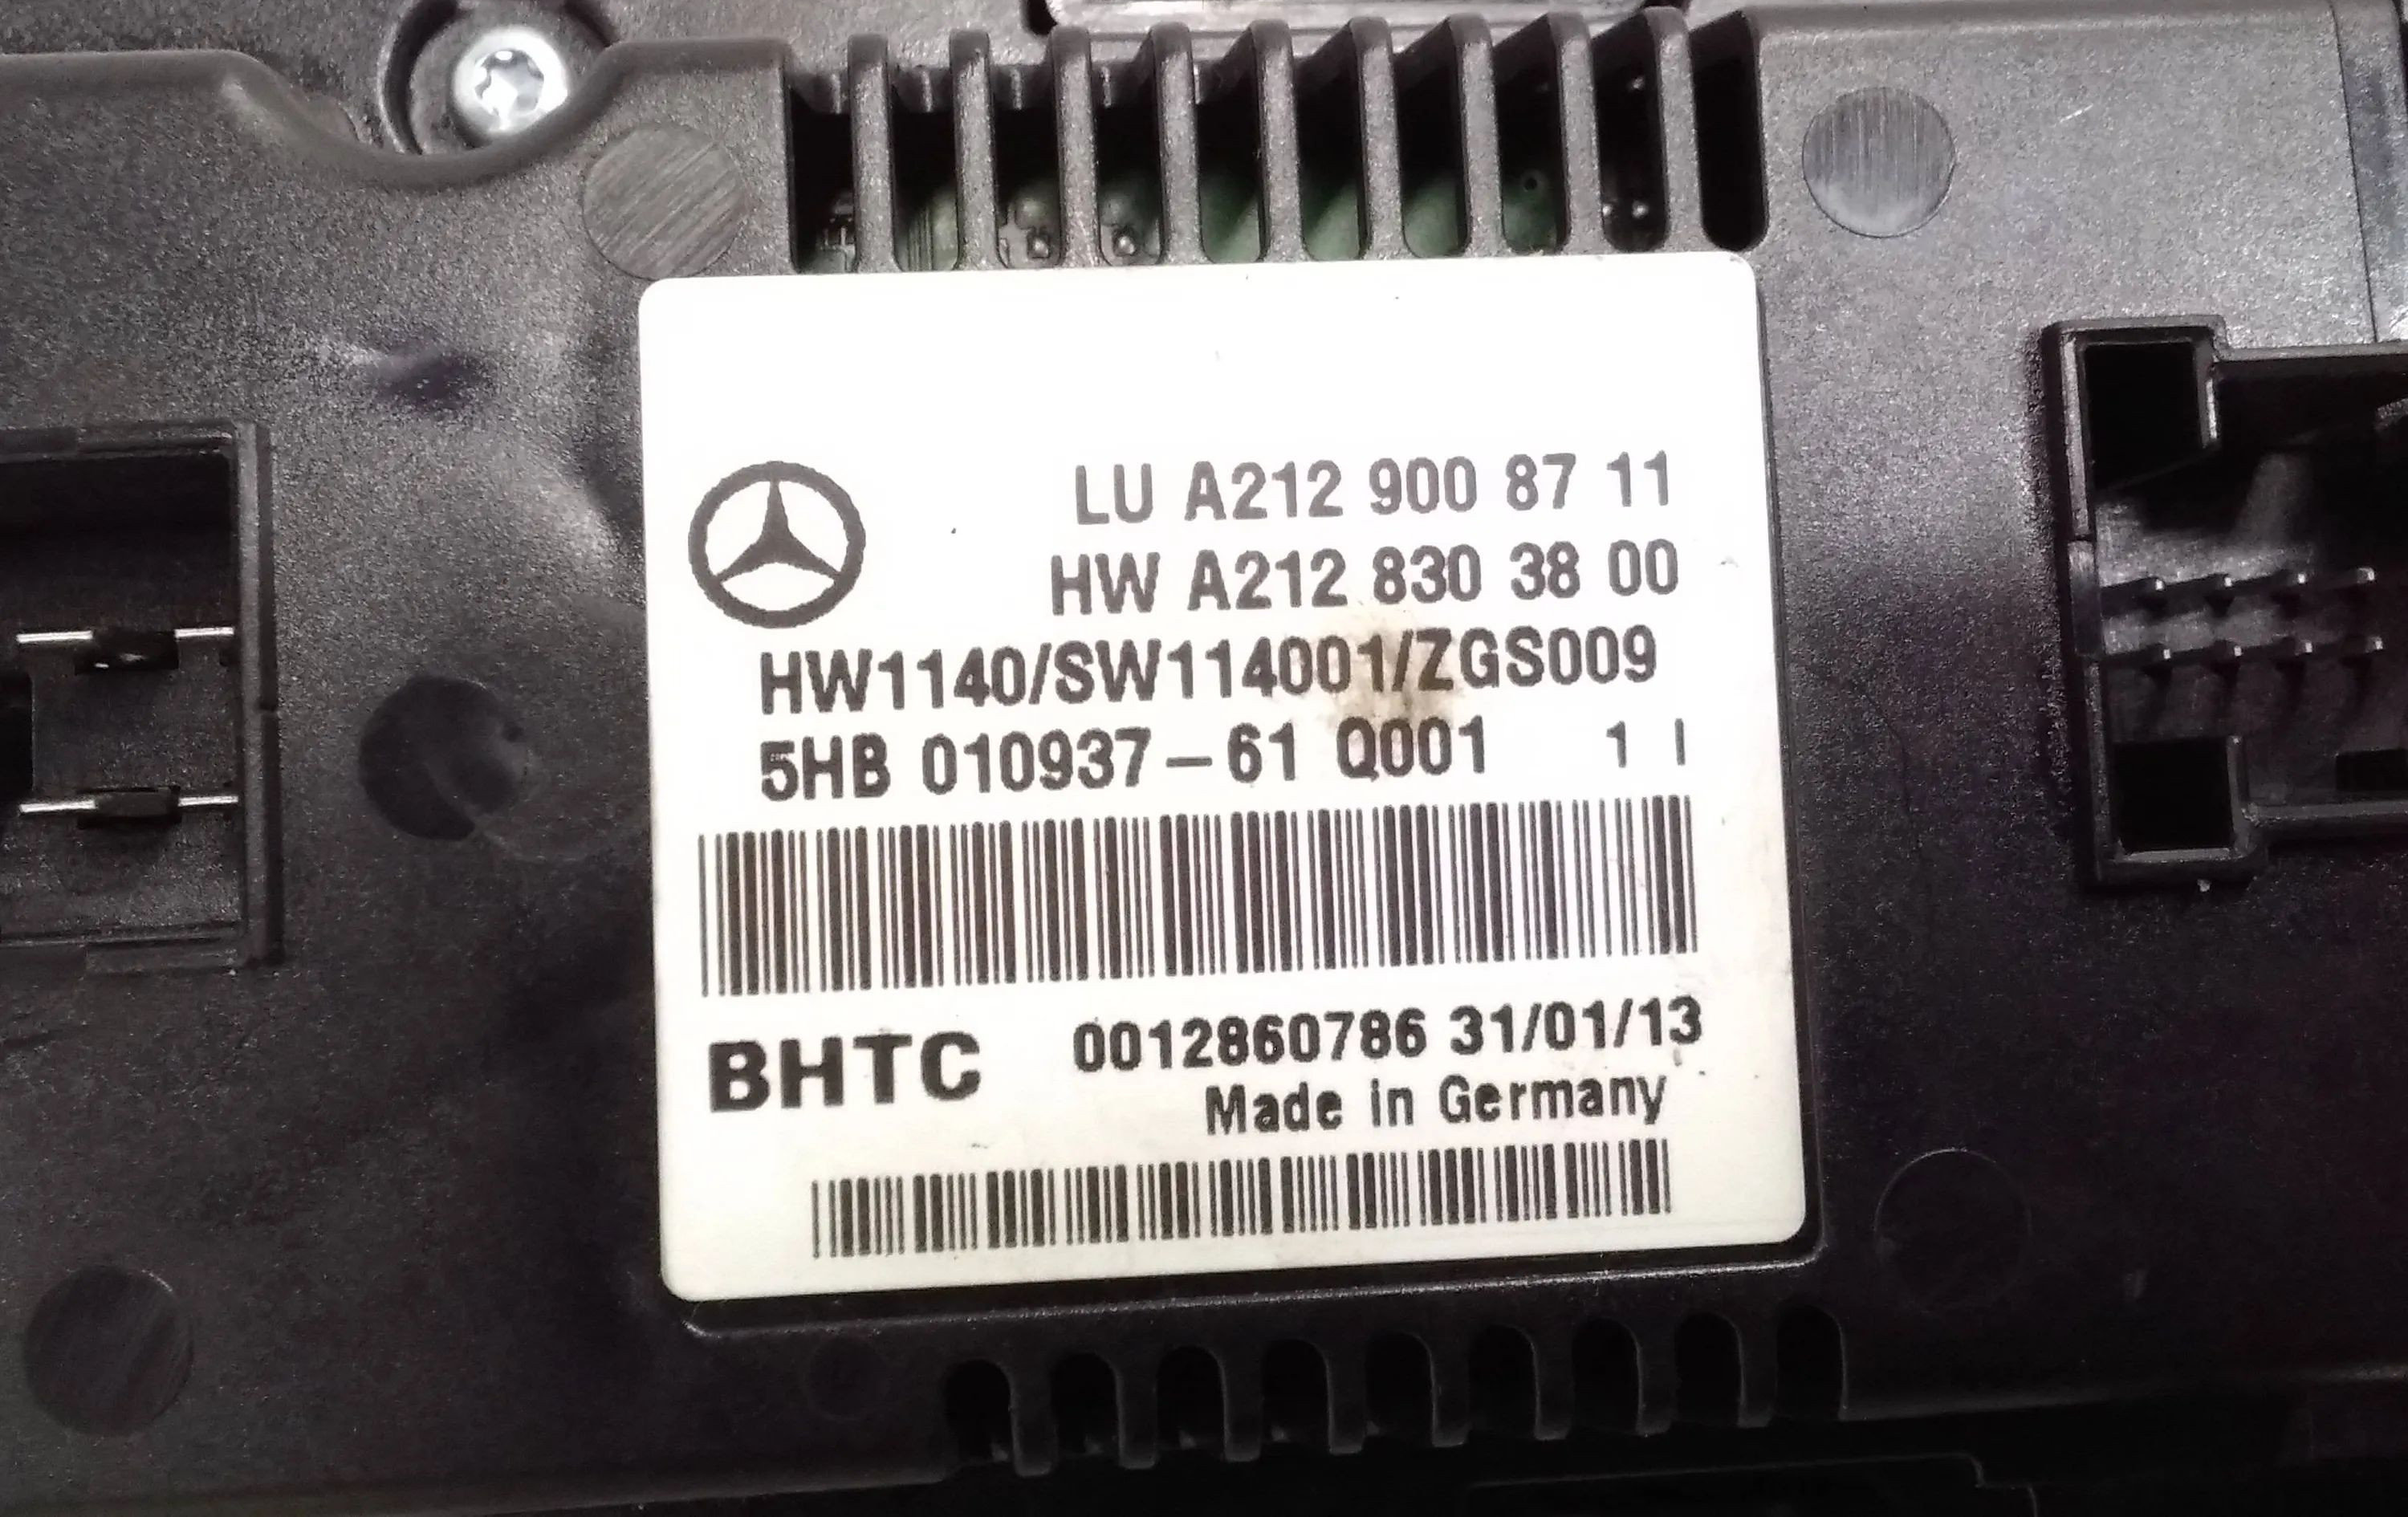 LU A212 900 87 11
HW A212 830 38 00
HW1140/SW114001/ZGS009
5HB 010937-61 Q001 1 I
BHTC 0012860786 31/01/13
Made in Germany